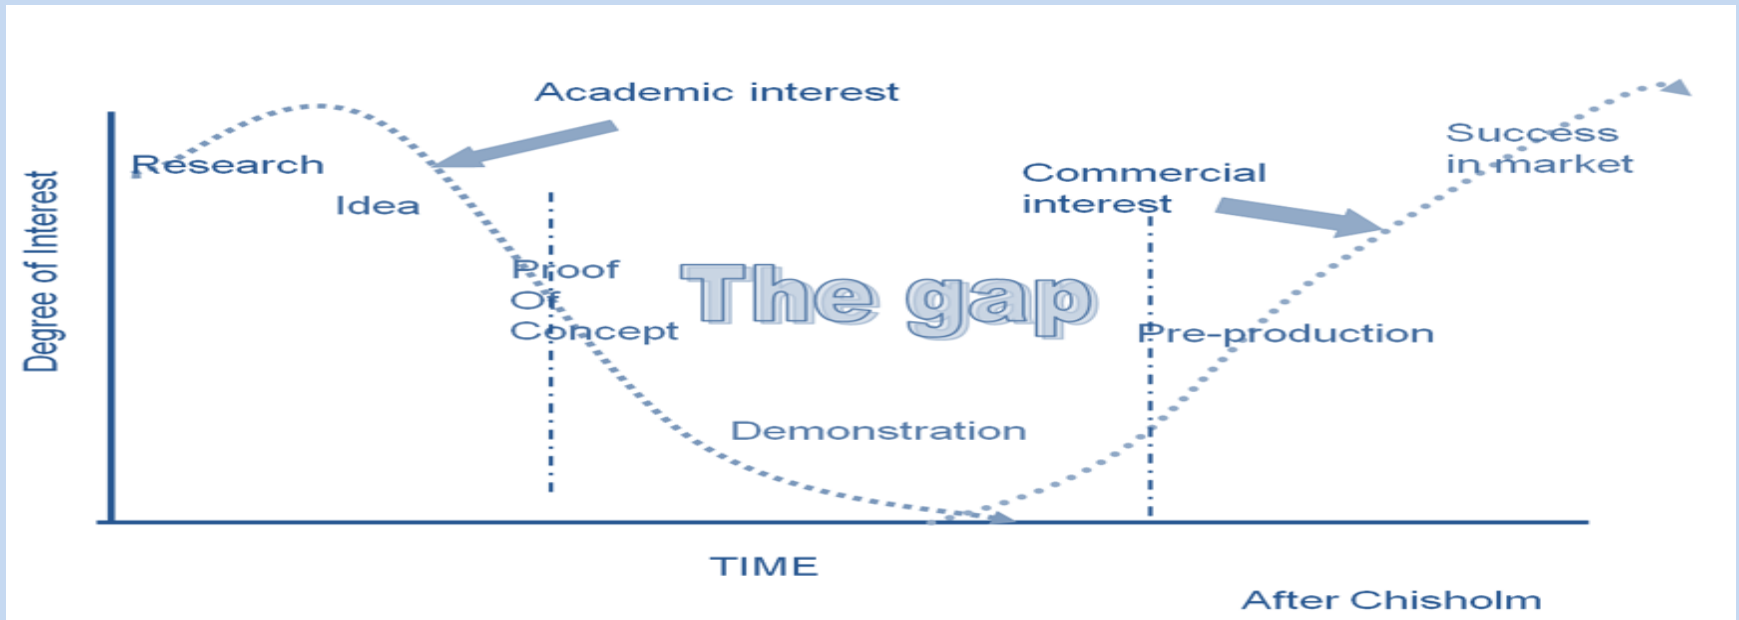 Academic interest
Research
Idea
Commercial
interest
Success
in market
Degree of Interest
Proof
Of
Concept
The gap
Pre-production
Demonstration
TIME
After Chisholm